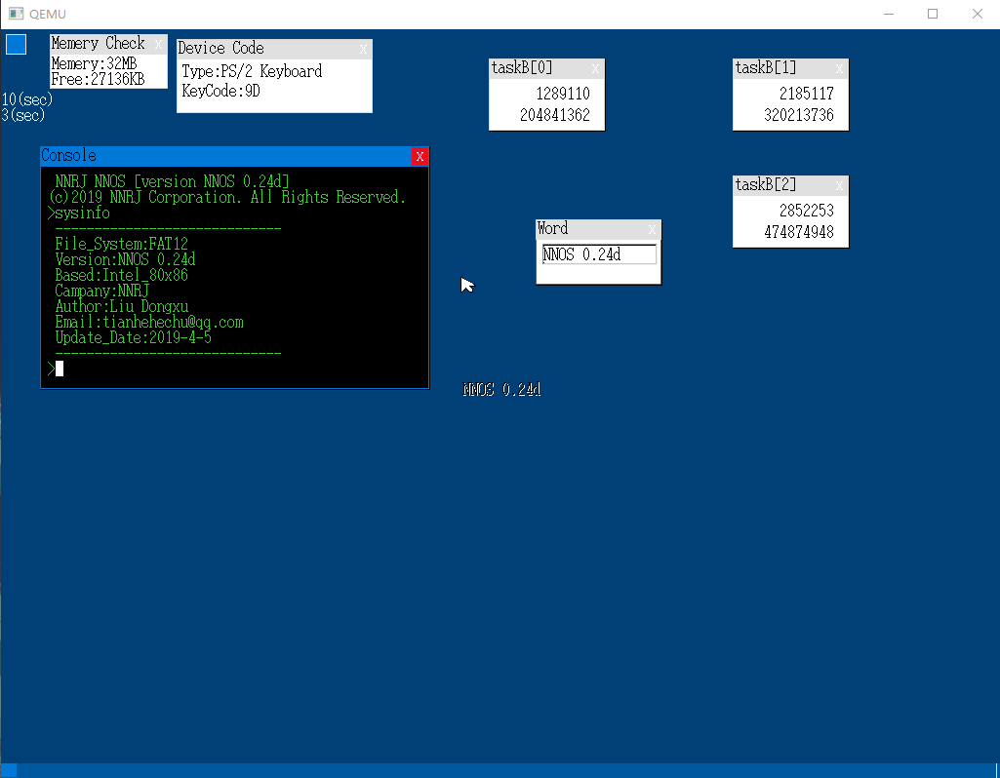 QEMU
Memery Check x
Memery:32MB
Free:27136KB
10(sec)
3(sec)
Device Code x
Type:PS/2 Keyboard
KeyCode:9D
taskB[0] x
1289110
204841362
taskB[1] x
2185117
320213736
Console x
NNRJ NNOS [version NNOS 0.24d]
(c)2019 NNRJ Corporation. All Rights Reserved.
>sysinfo
-----------------------------
File_System:FAT12
Version:NNOS 0.24d
Based:Intel_80x86
Campany:NNRJ
Author:Liu Dongxu
Email:tianhehechu@qq.com
Update_Date:2019-4-5
-----------------------------
>
taskB[2] x
2852253
474874948
Word x
NNOS 0.24d
NNOS 0.24d